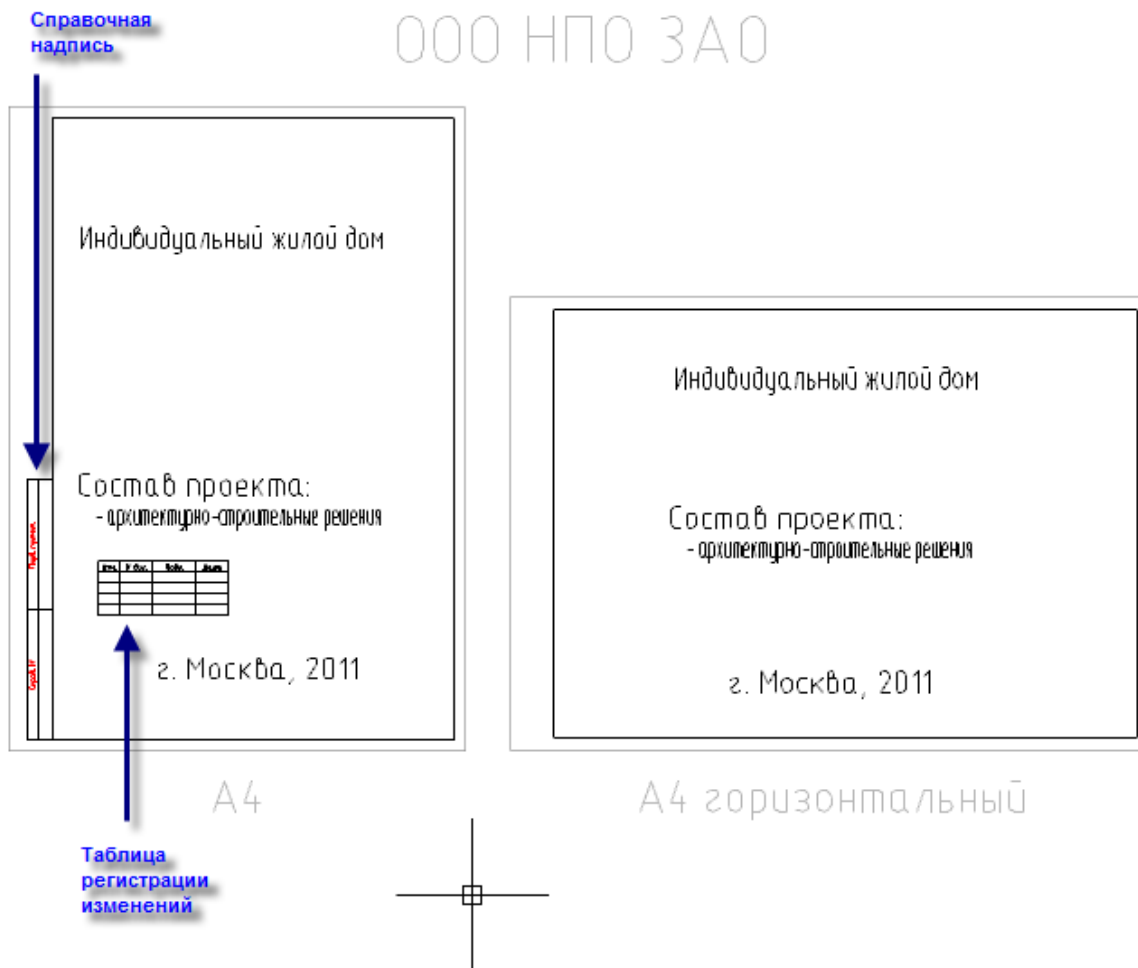 Справочная
надпись
ООО НПО ЗАО
Индивидуальный жилой дом
Состав проекта:
- архитектурно-строительные решения
г. Москва, 2011
А4
Индивидуальный жилой дом
Состав проекта:
- архитектурно-строительные решения
г. Москва, 2011
А4 горизонтальный
Таблица
регистрации
изменений